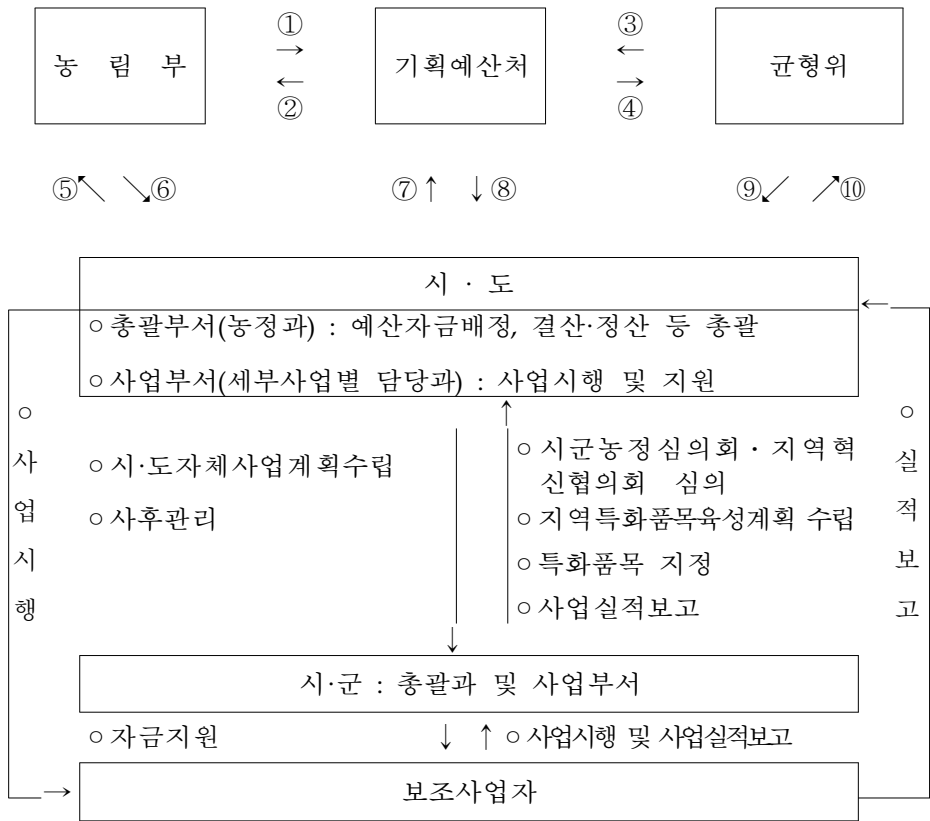 ① ③
농 림 부 → 기획예산처 ← 균형위
← →
② ④
⑤↖ ↘⑥ ⑦↑ ↓⑧ ⑨↙ ↗⑩
시 · 도
○총괄부서(농정과) : 예산자금배정, 결산·정산 등 총괄
○사업부서(세부사업별 담당과) : 사업시행 및 지원
○사업시행
○시·도자체사업계획수립
○사후관리
○시군농정심의회·지역혁
신협의회 심의
○지역특화품목육성계획 수립
○특화품목 지정
○사업실적보고
○실적보고
시·군 : 총괄과 및 사업부서
○자금지원 ↓ ↑ ○사업시행 및 사업실적보고
보조사업자